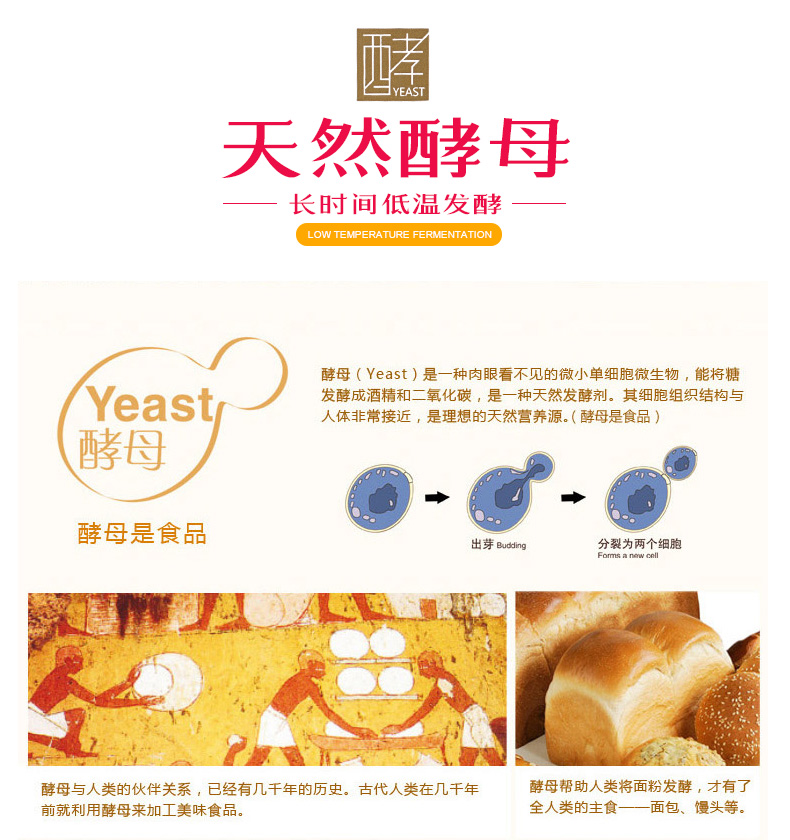 酵
YEAST
天然酵母
长时间低温发酵
LOW TEMPERATURE FERMENTATION
Yeast
酵母
酵母是食品
酵母（Yeast）是一种肉眼看不见的微小单细胞微生物，能将糖
发酵成酒精和二氧化碳，是一种天然发酵剂。其细胞组织结构与
人体非常接近，是理想的天然营养源。（酵母是食品）
出芽 Budding
分裂为两个细胞
Forms a new cell
酵母与人类的伙伴关系，已经有几千年的历史。古代人类在几千年
前就利用酵母来加工美味食品。
酵母帮助人类将面粉发酵，才有了
全人类的主食——面包、馒头等。